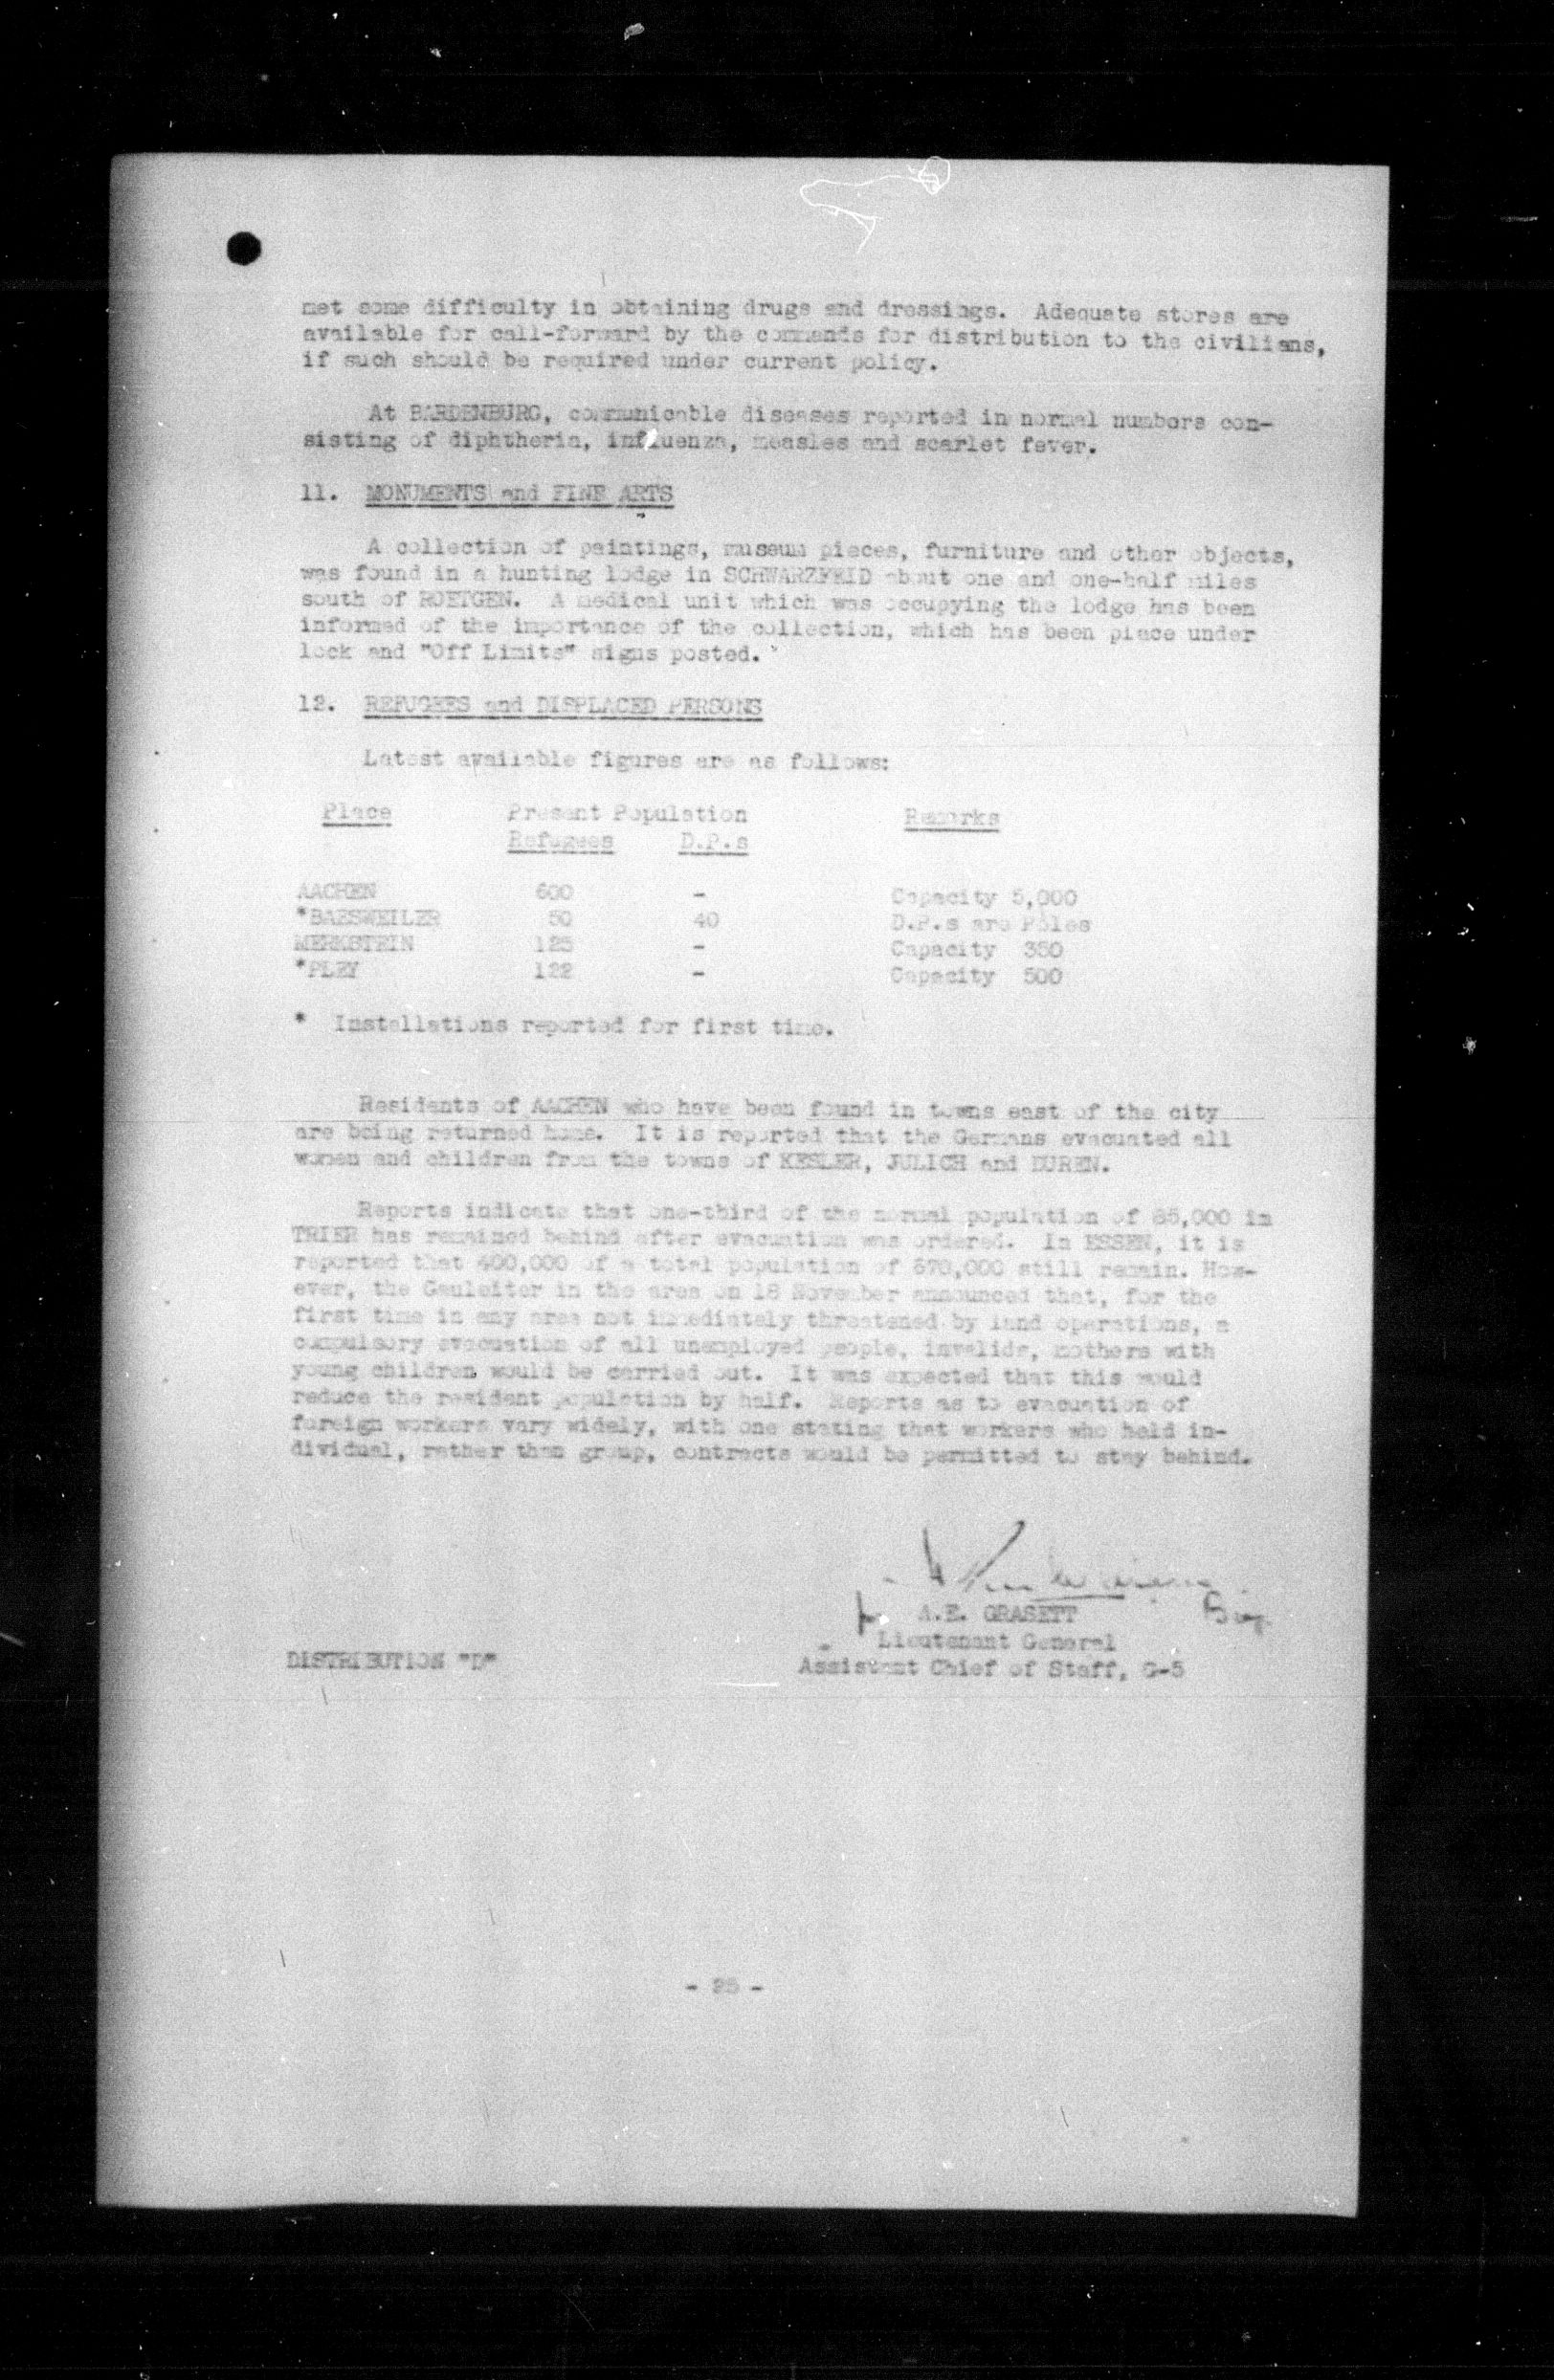 met some difficulty in obtaining drugs and dressings. Adequate stores are
available for call-forward by the commands for distribution to the civilians,
if such should be required under current policy.
At BARDENBURG, communicable diseases reported in normal numbers con-
sisting of diphtheria, influenza, measles and scarlet fever.
11. MONUMENTS and FINE ARTS
A collection of paintings, museum pieces, furniture and other objects,
was found in a hunting lodge in SCHWARZFELD about one and one-half miles
south of ROETGEN. A medical unit which was occupying the lodge has been
informed of the importance of the collection, which has been place under
lock and "Off Limits" signs posted.
12. REFUGEES and DISPLACED PERSONS
Latest available figures are as follows:
Place Present Population Remarks
Refugees D.P.s
AACHEN 600 - Capacity 5,000
*BAESWEILER 50 40 D.P.s are Poles
MERKSTEIN 125 - Capacity 350
*PLEY 122 - Capacity 500
* Installations reported for first time.
Residents of AACHEN who have been found in towns east of the city
are being returned home. It is reported that the Germans evacuated all
women and children from the towns of KESLER, JULICH and DUREN.
Reports indicate that one-third of the normal population of 85,000 in
TRIER has remained behind after evacuation was ordered. In ESSEN, it is
reported that 400,000 of a total population of 670,000 still remain. How-
ever, the Gauleiter in the area on 18 November announced that, for the
first time in any area not immediately threatened by land operations, a
compulsory evacuation of all unemployed people, invalids, mothers with
young children would be carried out. It was expected that this would
reduce the resident population by half. Reports as to evacuation of
foreign workers vary widely, with one stating that workers who held in-
dividual, rather than group, contracts would be permitted to stay behind.
A.E. GRASETT
Lieutenant General
DISTRIBUTION "D" Assistant Chief of Staff, G-5
- 25 -